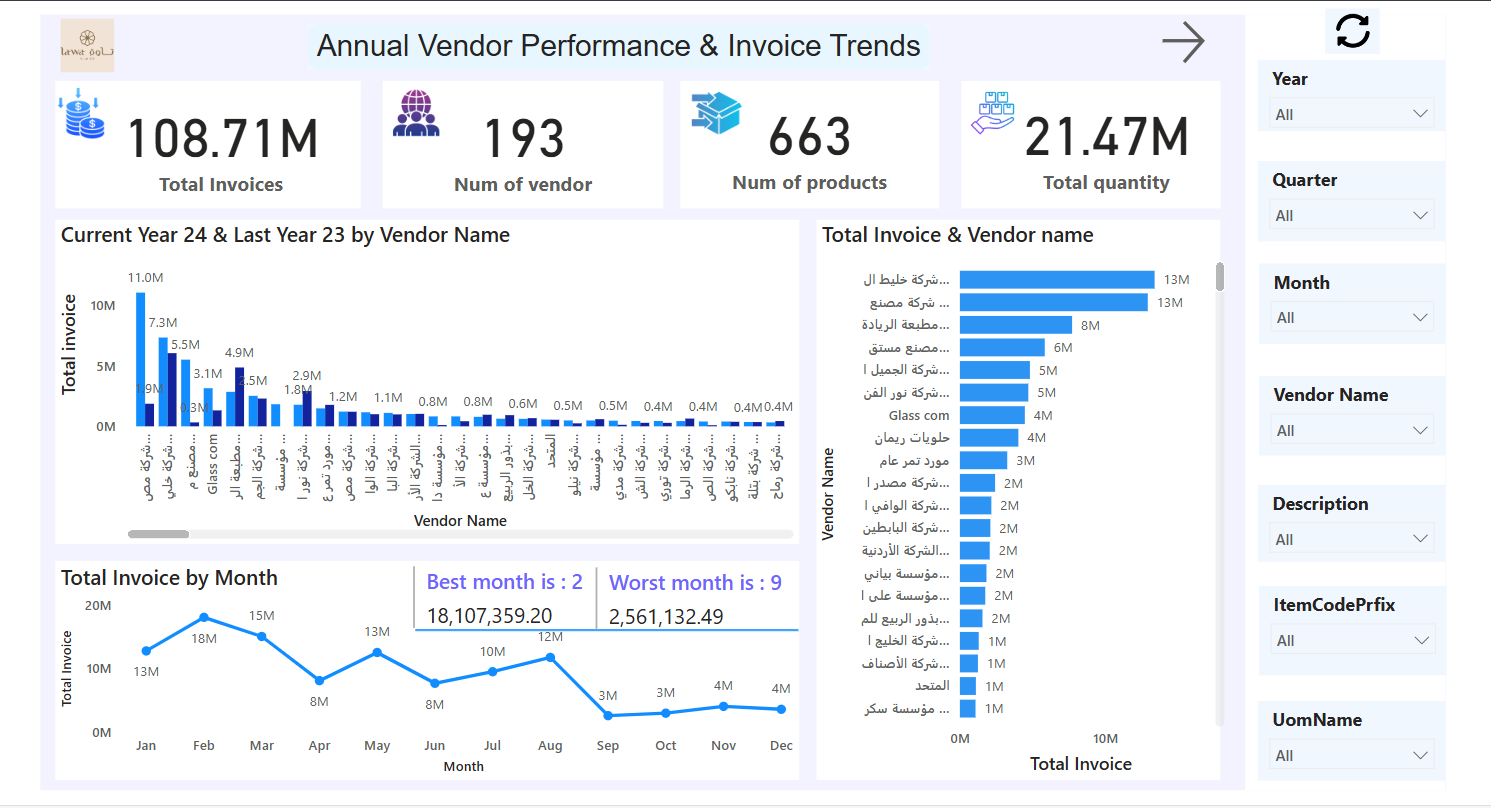 Annual Vendor Performance & Invoice Trends
108.71M
Total Invoices
193
Num of vendor
663
Num of products
21.47M
Total quantity
Current Year 24 & Last Year 23 by Vendor Name
Total invoice
10M
5M
0M
11.0M
1.9M
7.3M
5.5M
0.3M
3.1M
4.9M
2.5M
1.8M
2.9M
1.2M
1.1M
0.8M
0.8M
0.6M
0.5M
0.5M
0.4M
0.4M
0.4M
0.4M
شركة مص...
شركة خلي...
مصنع م...
Glass com
مطبعة الر...
شركة الجم...
مؤسسة ...
شركة نور ا...
مورد تمر ع...
شركة مص...
شركة الوا...
شركة البا...
الشركة الأر...
مؤسسة دا...
شركة الأ...
مؤسسة ع...
بذور الربيع...
شركة الخل...
المتحد
شركة نيلو...
مؤسسة ...
شركة مدي...
شركة الش...
شركة توري...
شركة الرما...
شركة الص...
شركة نايكو...
شركة بتلة ...
شركة رماح...
Vendor Name
Total Invoice & Vendor name
Vendor Name
شركة خليط ال...
13M
شركة مصنع ...
13M
مطبعة الريادة...
8M
مصنع مستق...
6M
شركة الجميل ا...
5M
شركة نور الفن...
5M
Glass com
4M
حلويات ريمان
4M
مورد تمر عام
3M
شركة مصدر ا...
2M
شركة الوافي ا...
2M
شركة البابطين...
2M
الشركة الأردنية...
2M
مؤسسة بياني...
2M
مؤسسة على ا...
2M
بذور الربيع للم...
2M
شركة الخليج ا...
1M
شركة الأصناف...
1M
المتحد
1M
مؤسسة سكر ...
1M
0M
10M
Total Invoice
Total Invoice by Month
Best month is : 2
18,107,359.20
Worst month is : 9
2,561,132.49
Total Invoice
20M
10M
0M
13M
18M
15M
8M
13M
8M
10M
12M
3M
3M
4M
4M
Jan
Feb
Mar
Apr
May
Jun
Jul
Aug
Sep
Oct
Nov
Dec
Month
Year
All
Quarter
All
Month
All
Vendor Name
All
Description
All
ItemCodePrfix
All
UomName
All